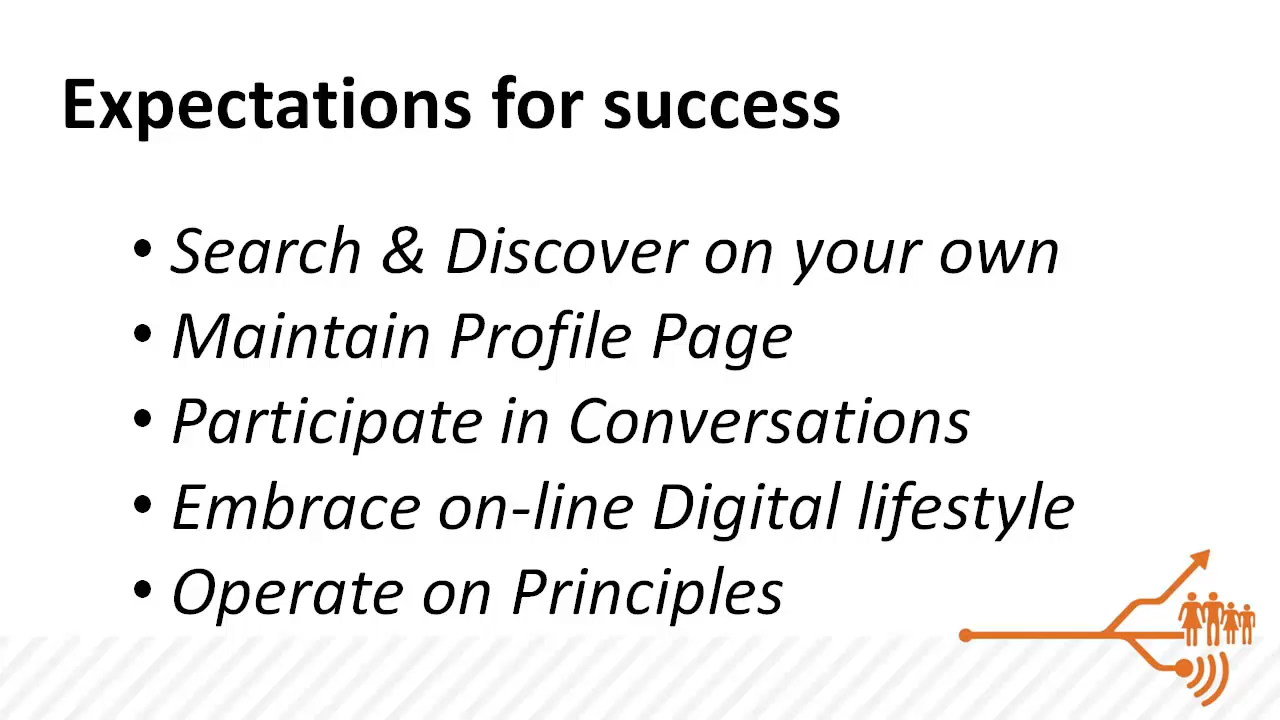 Expectations for success
• Search & Discover on your own
• Maintain Profile Page
• Participate in Conversations
• Embrace on-line Digital lifestyle
• Operate on Principles